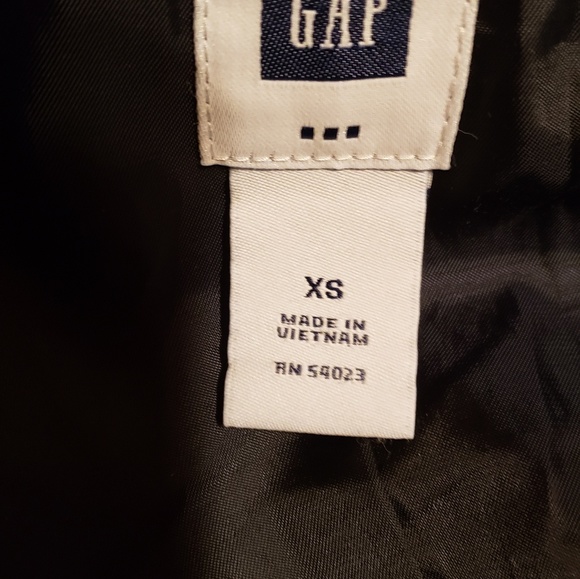 GAP
XS
MADE IN
VIETNAM
RN 54023